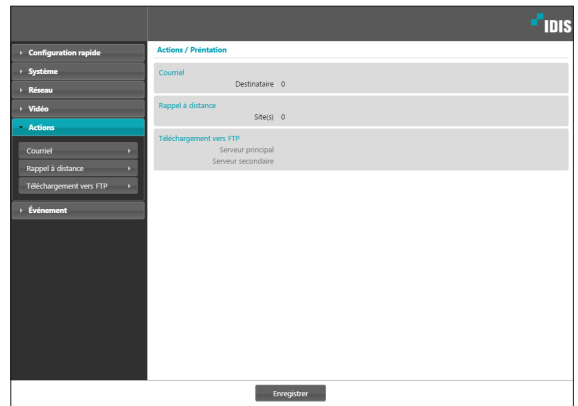 IDIS
Configuration rapide
Système
Réseau
Vidéo
Actions
Courriel
Rappel à distance
Téléchargement vers FTP
Événement
Actions / Préntation
Courriel
Destinataire 0
Rappel à distance
Site(s) 0
Téléchargement vers FTP
Serveur principal
Serveur secondaire
Enregistrer